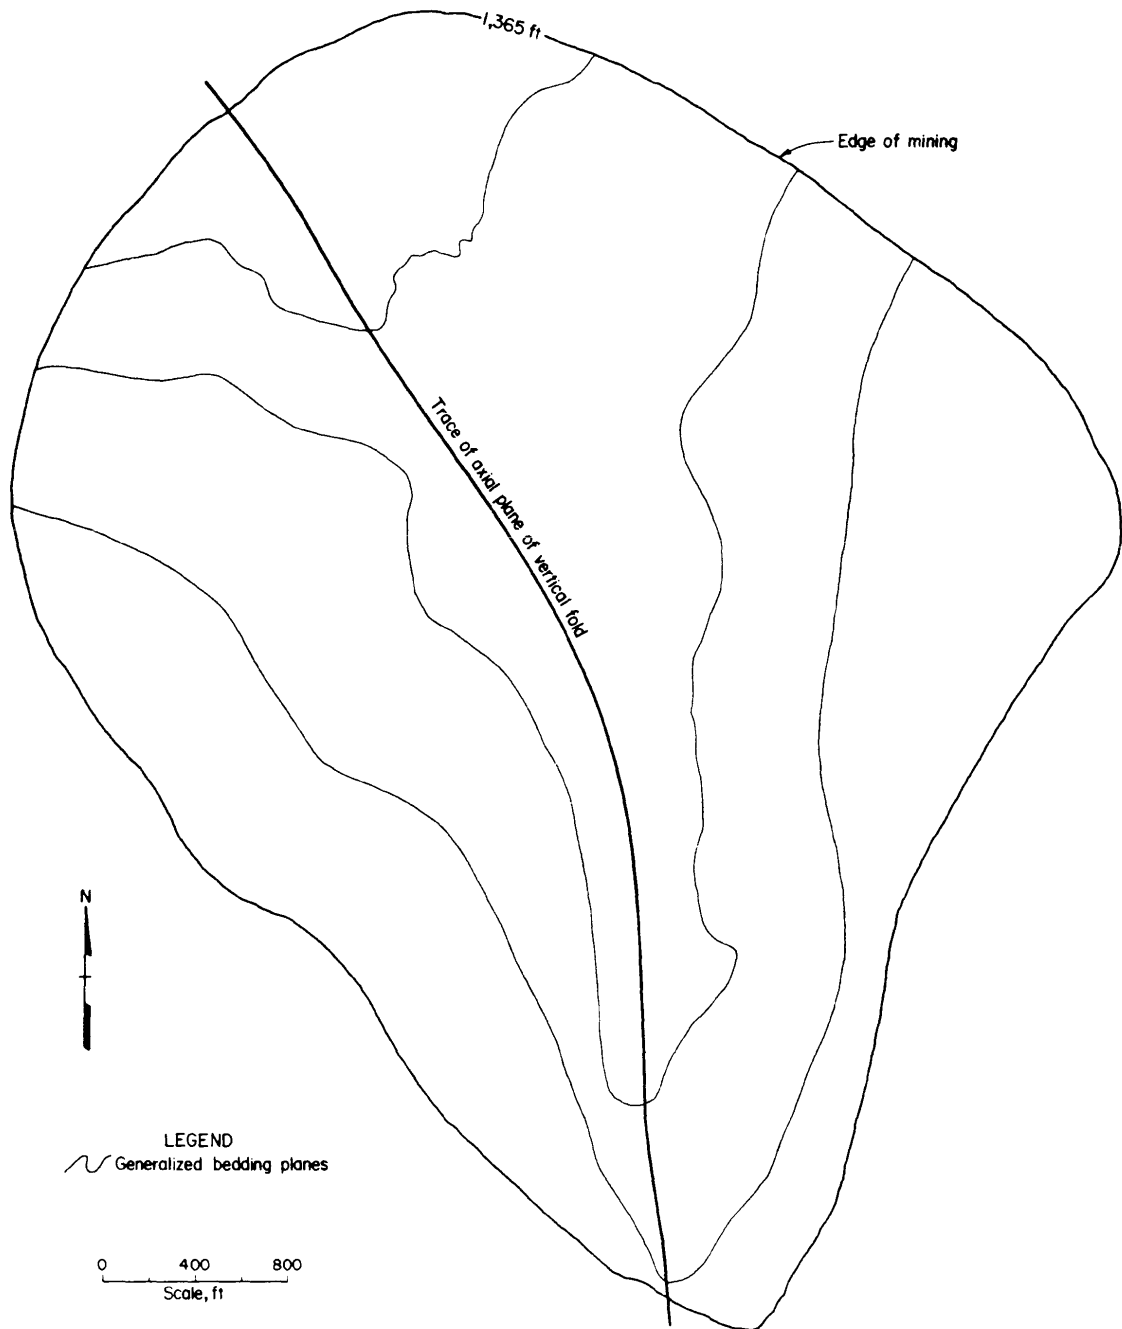 1,365 ft
Edge of mining
Trace of axial plane of vertical fold
N
LEGEND
Generalized bedding planes
0 400 800
Scale, ft